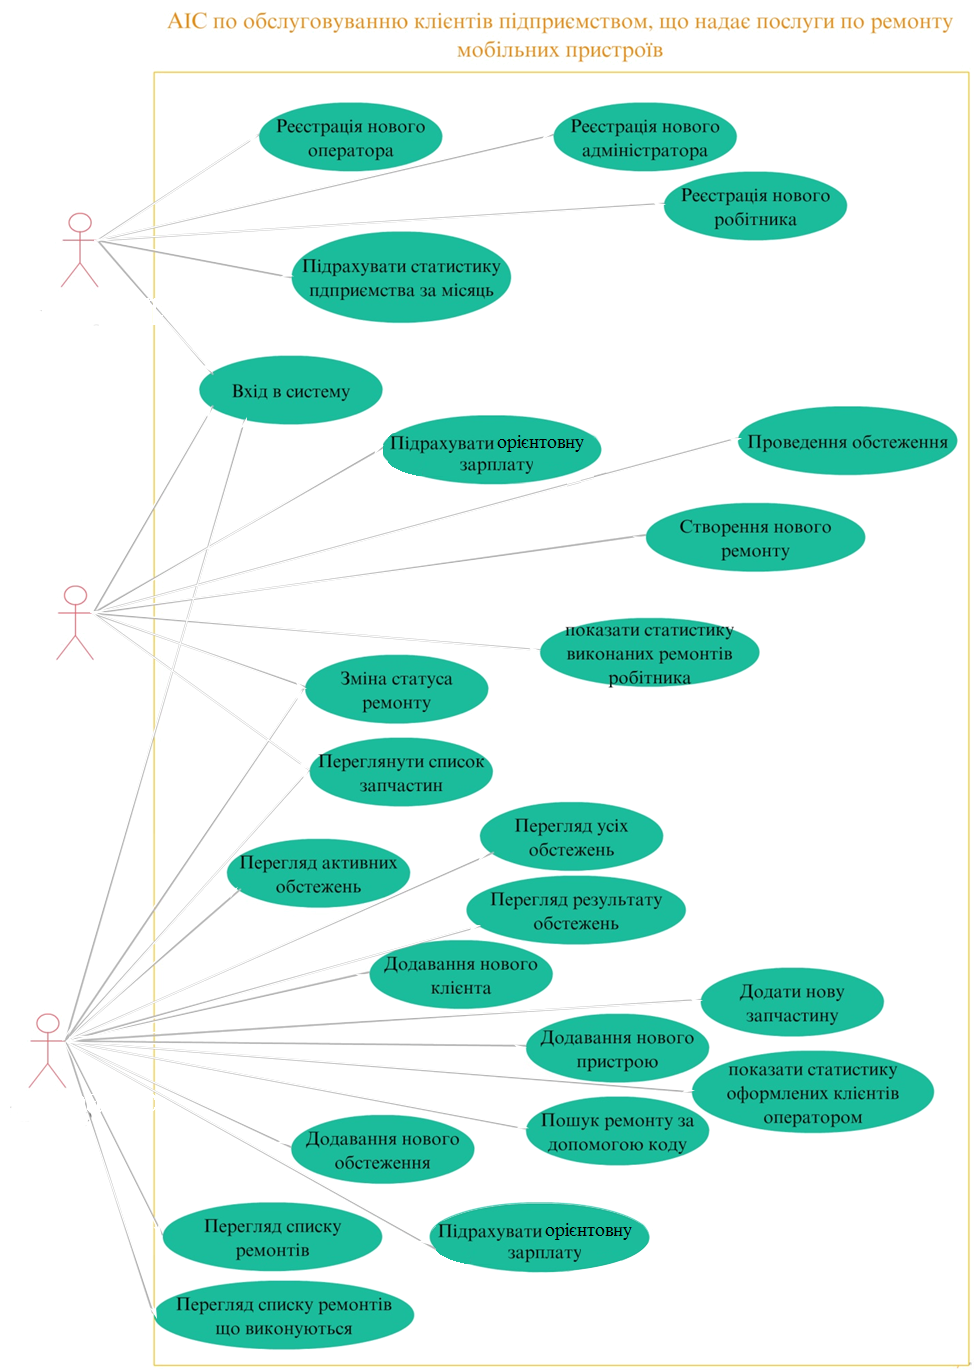 АІС по обслуговуванню клієнтів підприємством, що надає послуги по ремонту
мобільних пристроїв
Реєстрація нового
оператора
Реєстрація нового
адміністратора
Реєстрація нового
робітника
Підрахувати статистику
пдприємства за місяць
Вхід в систему
Підрахувати орієнтовну
зарплату
Проведення обстеження
Створення нового
ремонту
показати статистику
виконаних ремонтів
робітника
Зміна статуса
ремонту
Переглянути список
запчастин
Перегляд усіх
обстежень
Перегляд активних
обстежень
Перегляд результату
обстежень
Додавання нового
клієнта
Додати нову
запчастину
Додавання нового
пристрою
показати статистику
оформлених клієнтів
оператором
Пошук ремонту за
допомогою коду
Додавання нового
обстеження
Перегляд списку
ремонтів
Підрахувати орієнтовну
зарплату
Перегляд списку ремонтів
що виконуються